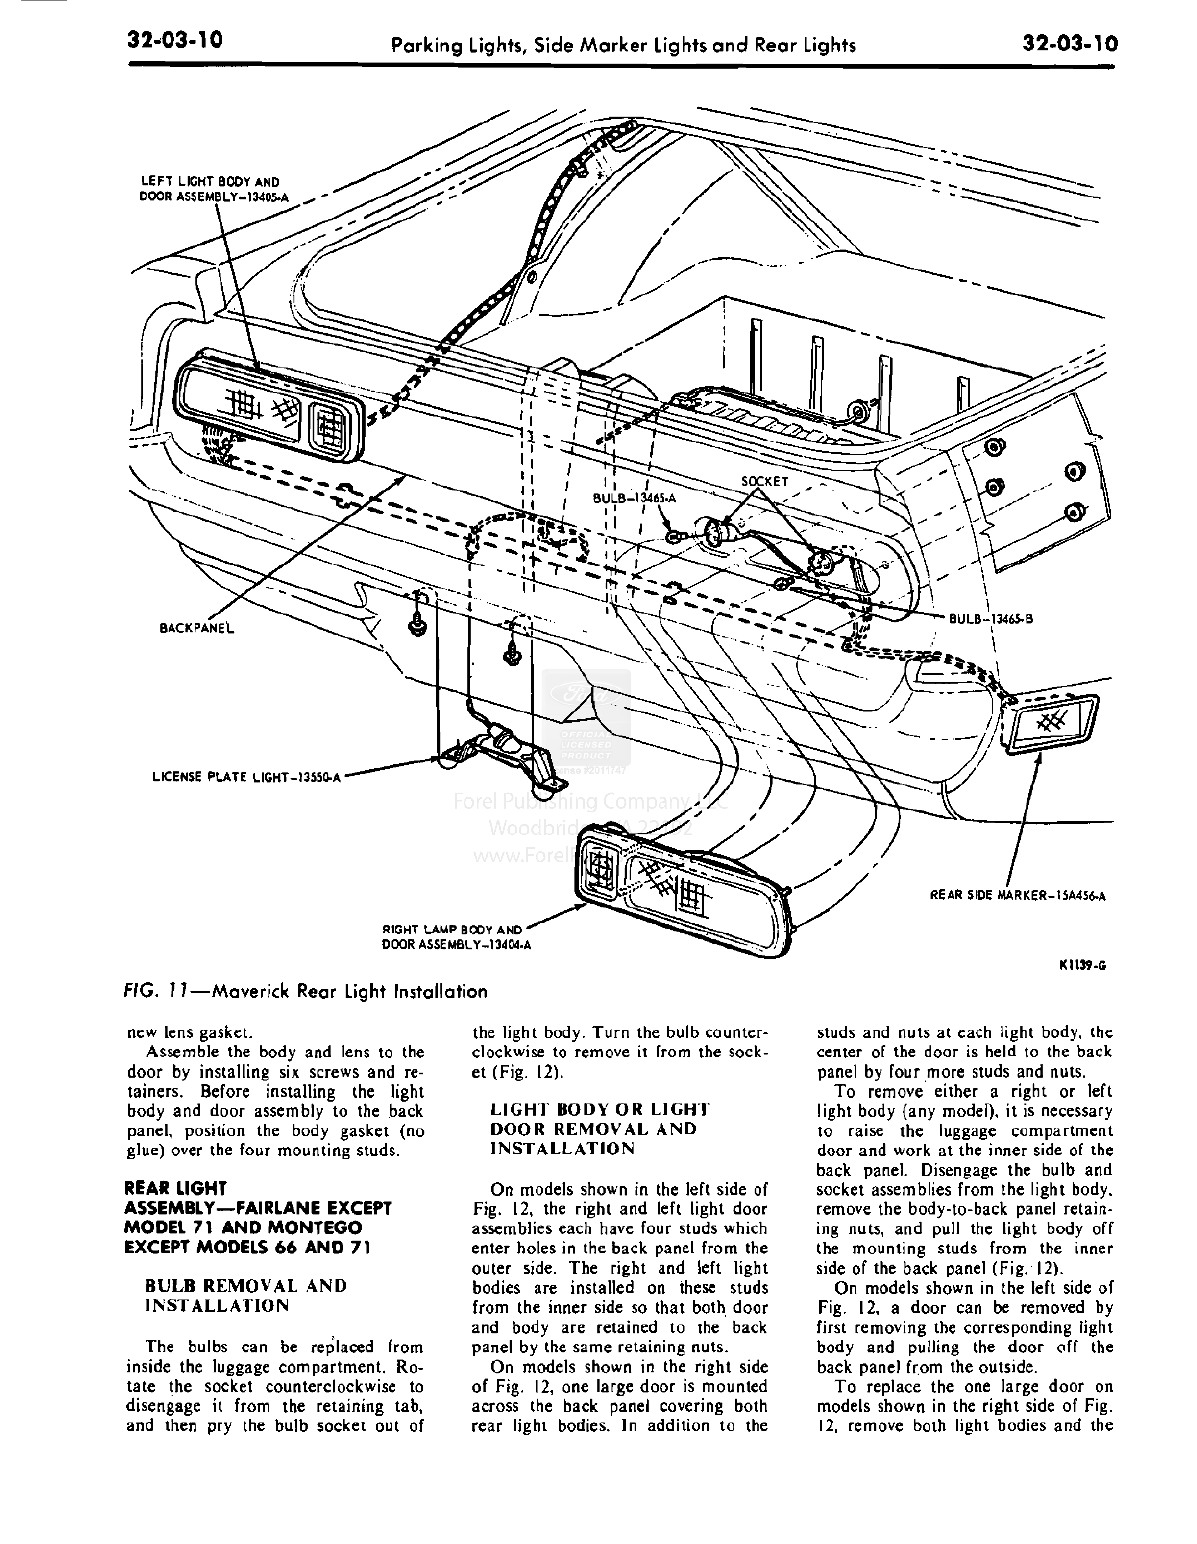 32-03-10
Parking Lights, Side Marker Lights and Rear Lights
32-03-10
LEFT LIGHT BODY AND
DOOR ASSEMBLY-13405-A
SOCKET
BULB-13465-A
BULB-13465-B
BACK PANEL
LICENSE PLATE LIGHT-13550-A
REAR SIDE MARKER-15A456-A
RIGHT LAMP BODY AND
DOOR ASSEMBLY-13404-A
K1139-G
Ford
OFFICIAL
LICENSED
PRODUCT
Forel Publishing Company, LLC
FIG. 11—Maverick Rear Light Installation
new lens gasket.
Assemble the body and lens to the
door by installing six screws and re-
tainers. Before installing the light
body and door assembly to the back
panel, position the body gasket (no
glue) over the four mounting studs.
REAR LIGHT
ASSEMBLY—FAIRLANE EXCEPT
MODEL 71 AND MONTEGO
EXCEPT MODELS 66 AND 71
BULB REMOVAL AND
INSTALLATION
The bulbs can be replaced from
inside the luggage compartment. Ro-
tate the socket counterclockwise to
disengage it from the retaining tab,
and then pry the bulb socket out of
the light body. Turn the bulb counter-
clockwise to remove it from the sock-
et (Fig. 12).
LIGHT BODY OR LIGHT
DOOR REMOVAL AND
INSTALLATION
On models shown in the left side of
Fig. 12, the right and left light door
assemblies each have four studs which
enter holes in the back panel from the
outer side. The right and left light
bodies are installed on these studs
from the inner side so that both door
and body are retained to the back
panel by the same retaining nuts.
On models shown in the right side
of Fig. 12, one large door is mounted
across the back panel covering both
rear light bodies. In addition to the
studs and nuts at each light body, the
center of the door is held to the back
panel by four more studs and nuts.
To remove either a right or left
light body (any model), it is necessary
to raise the luggage compartment
door and work at the inner side of the
back panel. Disengage the bulb and
socket assemblies from the light body,
remove the body-to-back panel retain-
ing nuts, and pull the light body off
the mounting studs from the inner
side of the back panel (Fig. 12).
On models shown in the left side of
Fig. 12, a door can be removed by
first removing the corresponding light
body and pulling the door off the
back panel from the outside.
To replace the one large door on
models shown in the right side of Fig.
12, remove both light bodies and the